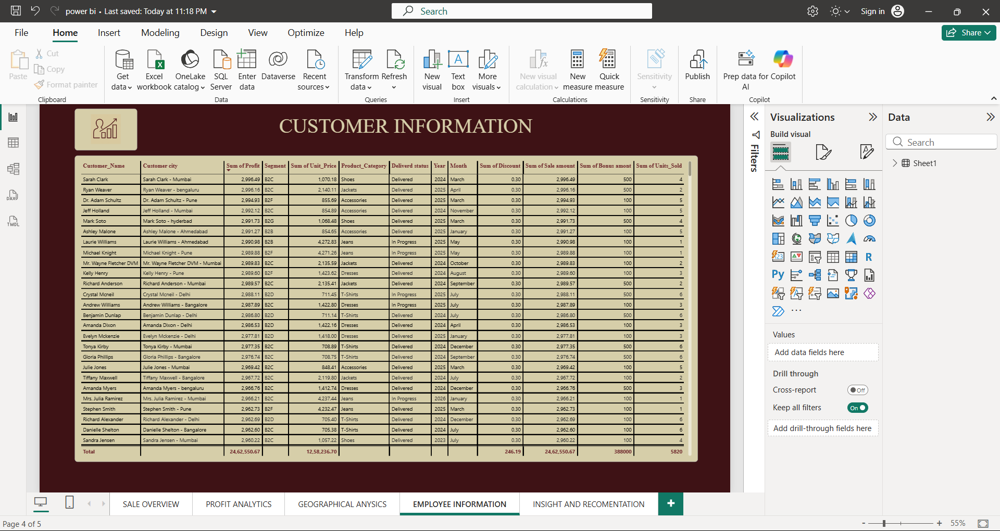 power bi • Last saved: Today at 11:18 PM
Search
Sign in
File Home Insert Modeling Design View Optimize Help
Share
Paste
Cut
Copy
Format painter
Clipboard
Get data
Excel workbook
OneLake catalog
SQL Server
Enter data
Dataverse
Recent sources
Data
Transform data
Refresh
Queries
New visual
Text box
More visuals
Insert
New visual calculation
New measure
Quick measure
Calculations
Sensitivity
Sensitivity
Publish
Share
Prep data for AI
Copilot
Copilot
DAX
TMDL
CUSTOMER INFORMATION
Customer_Name Customer city Sum of Profit Segment Sum of Unit_Price Product_Category Deliverd status Year Month Sum of Discount Sum of Sale amount Sum of Bonus amont Sum of Units_Sold
Sarah Clark Sarah Clark - Mumbai 2,996.49 B2C 1,070.18 Shoes Delivered 2024 March 0.30 2,996.49 500 4
Ryan Weaver Ryan Weaver - bengaluru 2,996.16 B2C 2,140.11 Jackets Delivered 2025 April 0.30 2,996.16 500 2
Dr. Adam Schultz Dr. Adam Schultz - Pune 2,994.93 B2F 855.69 Accessories Delivered 2025 March 0.30 2,994.93 100 5
Jeff Holland Jeff Holland - Mumbai 2,992.12 B2C 854.89 Accessories Delivered 2024 November 0.30 2,992.12 100 5
Mark Soto Mark Soto - hyderbad 2,991.73 B2G 1,068.48 Shoes Delivered 2025 March 0.30 2,991.73 500 4
Ashley Malone Ashley Malone - Ahmedabad 2,991.27 B2B 854.65 Accessories Delivered 2025 January 0.30 2,991.27 100 5
Laurie Williams Laurie Williams - Ahmedabad 2,990.98 B2B 4,272.83 Jeans In Progress 2025 May 0.30 2,990.98 100 1
Michael Knight Michael Knight - Pune 2,989.88 B2F 4,271.26 Jeans In Progress 2025 May 0.30 2,989.88 100 1
Mr. Wayne Fletcher DVM Mr. Wayne Fletcher DVM - Mumbai 2,989.83 B2C 2,135.59 Jackets Delivered 2024 October 0.30 2,989.83 100 2
Kelly Henry Kelly Henry - Pune 2,989.60 B2F 1,423.62 Dresses Delivered 2024 August 0.30 2,989.60 100 3
Richard Anderson Richard Anderson - Mumbai 2,989.57 B2C 2,135.41 Jackets Delivered 2024 September 0.30 2,989.57 500 2
Crystal Mcneil Crystal Mcneil - Delhi 2,988.11 B2D 711.45 T-Shirts In Progress 2025 July 0.30 2,988.11 500 6
Andrew Williams Andrew Williams - Bangalore 2,987.89 B2C 1,422.80 Dresses In Progress 2025 July 0.30 2,987.89 100 3
Benjamin Dunlap Benjamin Dunlap - Delhi 2,986.80 B2D 711.14 T-Shirts Delivered 2024 July 0.30 2,986.80 500 6
Amanda Dixon Amanda Dixon - Delhi 2,986.53 B2D 1,422.16 Dresses Delivered 2024 April 0.30 2,986.53 100 3
Evelyn Mckenzie Evelyn Mckenzie - Delhi 2,977.81 B2D 1,418.00 Dresses Delivered 2025 January 0.30 2,977.81 100 3
Tonya Kirby Tonya Kirby - Mumbai 2,977.35 B2C 708.89 T-Shirts Delivered 2024 December 0.30 2,977.35 500 6
Gloria Phillips Gloria Phillips - Bangalore 2,976.74 B2C 708.75 T-Shirts Delivered 2024 September 0.30 2,976.74 500 6
Julie Jones Julie Jones - Mumbai 2,969.42 B2C 848.41 Accessories Delivered 2025 March 0.30 2,969.42 100 5
Tiffany Maxwell Tiffany Maxwell - Bangalore 2,967.72 B2C 2,119.80 Jackets Delivered 2024 July 0.30 2,967.72 100 2
Amanda Myers Amanda Myers - bengaluru 2,966.76 B2C 1,412.74 Dresses Delivered 2024 December 0.30 2,966.76 500 3
Mrs. Julia Ramirez Mrs. Julia Ramirez - Mumbai 2,966.21 B2C 4,237.44 Jeans In Progress 2026 January 0.30 2,966.21 100 1
Stephen Smith Stephen Smith - Pune 2,962.73 B2F 4,232.47 Jeans Delivered 2025 March 0.30 2,962.73 100 1
Richard Alexander Richard Alexander - Delhi 2,962.69 B2D 705.40 T-Shirts Delivered 2024 December 0.30 2,962.69 100 6
Danielle Shelton Danielle Shelton - Bangalore 2,962.60 B2C 705.38 T-Shirts Delivered 2024 July 0.30 2,962.60 100 6
Sandra Jensen Sandra Jensen - Mumbai 2,960.22 B2C 1,057.22 Shoes Delivered 2023 July 0.30 2,960.22 100 4
Total 24,62,550.67 12,58,236.70 246.19 24,62,550.67 388000 5820
Filters
Visualizations
Build visual
123
R
Py
Values
Add data fields here
Drill through
Cross-report Off
Keep all filters On
Add drill-through fields here
Data
Search
Sheet1
SALE OVERVIEW PROFIT ANALYTICS GEOGRAPHICAL ANYSICS EMPLOYEE INFORMATION INSIGHT AND RECOMENTATION +
Page 4 of 5
- + 55%